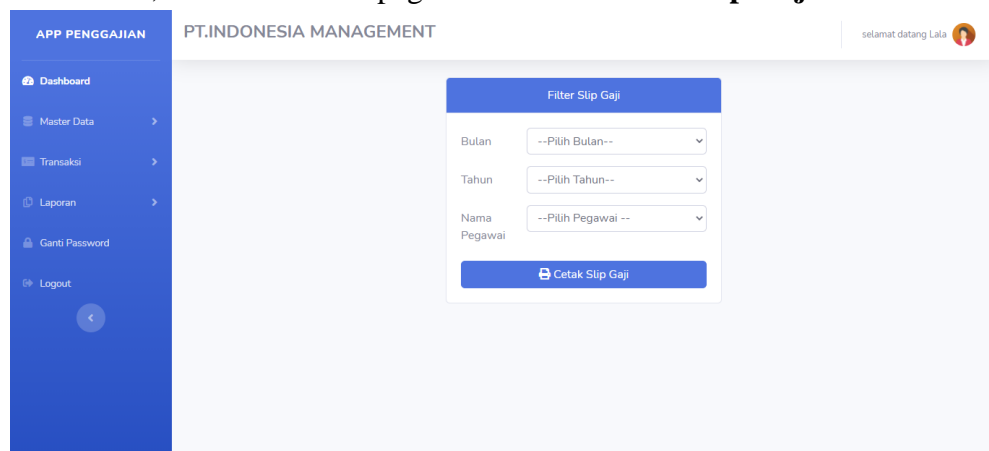 APP PENGGAJIAN
PT.INDONESIA MANAGEMENT
selamat datang Lala
Dashboard
Master Data
Transaksi
Laporan
Ganti Password
Logout
Filter Slip Gaji
Bulan
--Pilih Bulan--
Tahun
--Pilih Tahun--
Nama
Pegawai
--Pilih Pegawai --
Cetak Slip Gaji